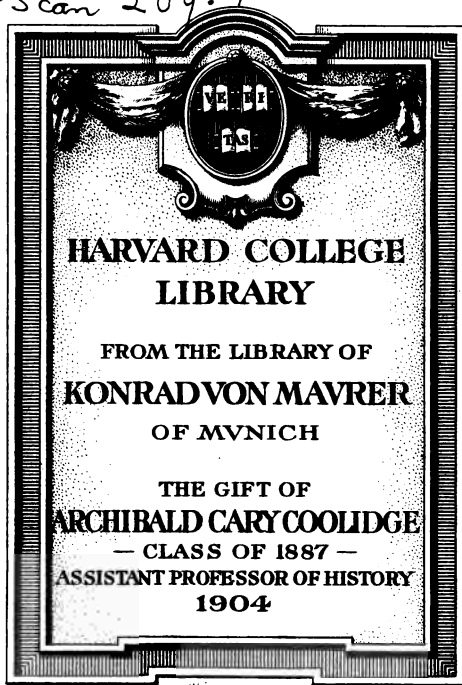 Scan
VE RI
TAS
HARVARD COLLEGE
LIBRARY
FROM THE LIBRARY OF
KONRAD VON MAVRER
OF MVNICH
THE GIFT OF
ARCHIBALD CARY COOLIDGE
— CLASS OF 1887 —
ASSISTANT PROFESSOR OF HISTORY
1904